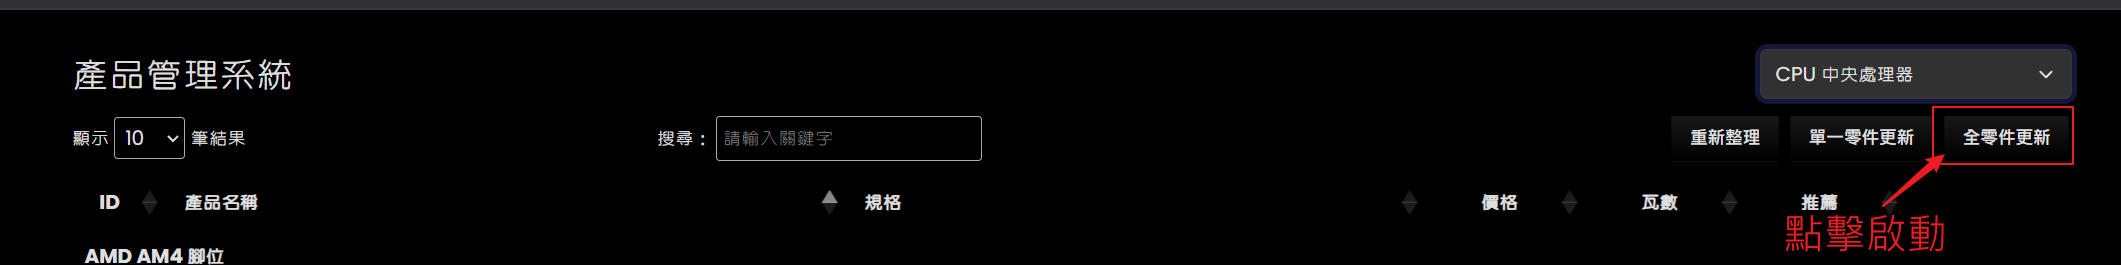 產品管理系統
CPU 中央處理器
顯示 10 筆結果
搜尋：請輸入關鍵字
重新整理 單一零件更新 全零件更新
ID 產品名稱 規格 價格 瓦數 推薦
點擊啟動
AMD AM4 腳位